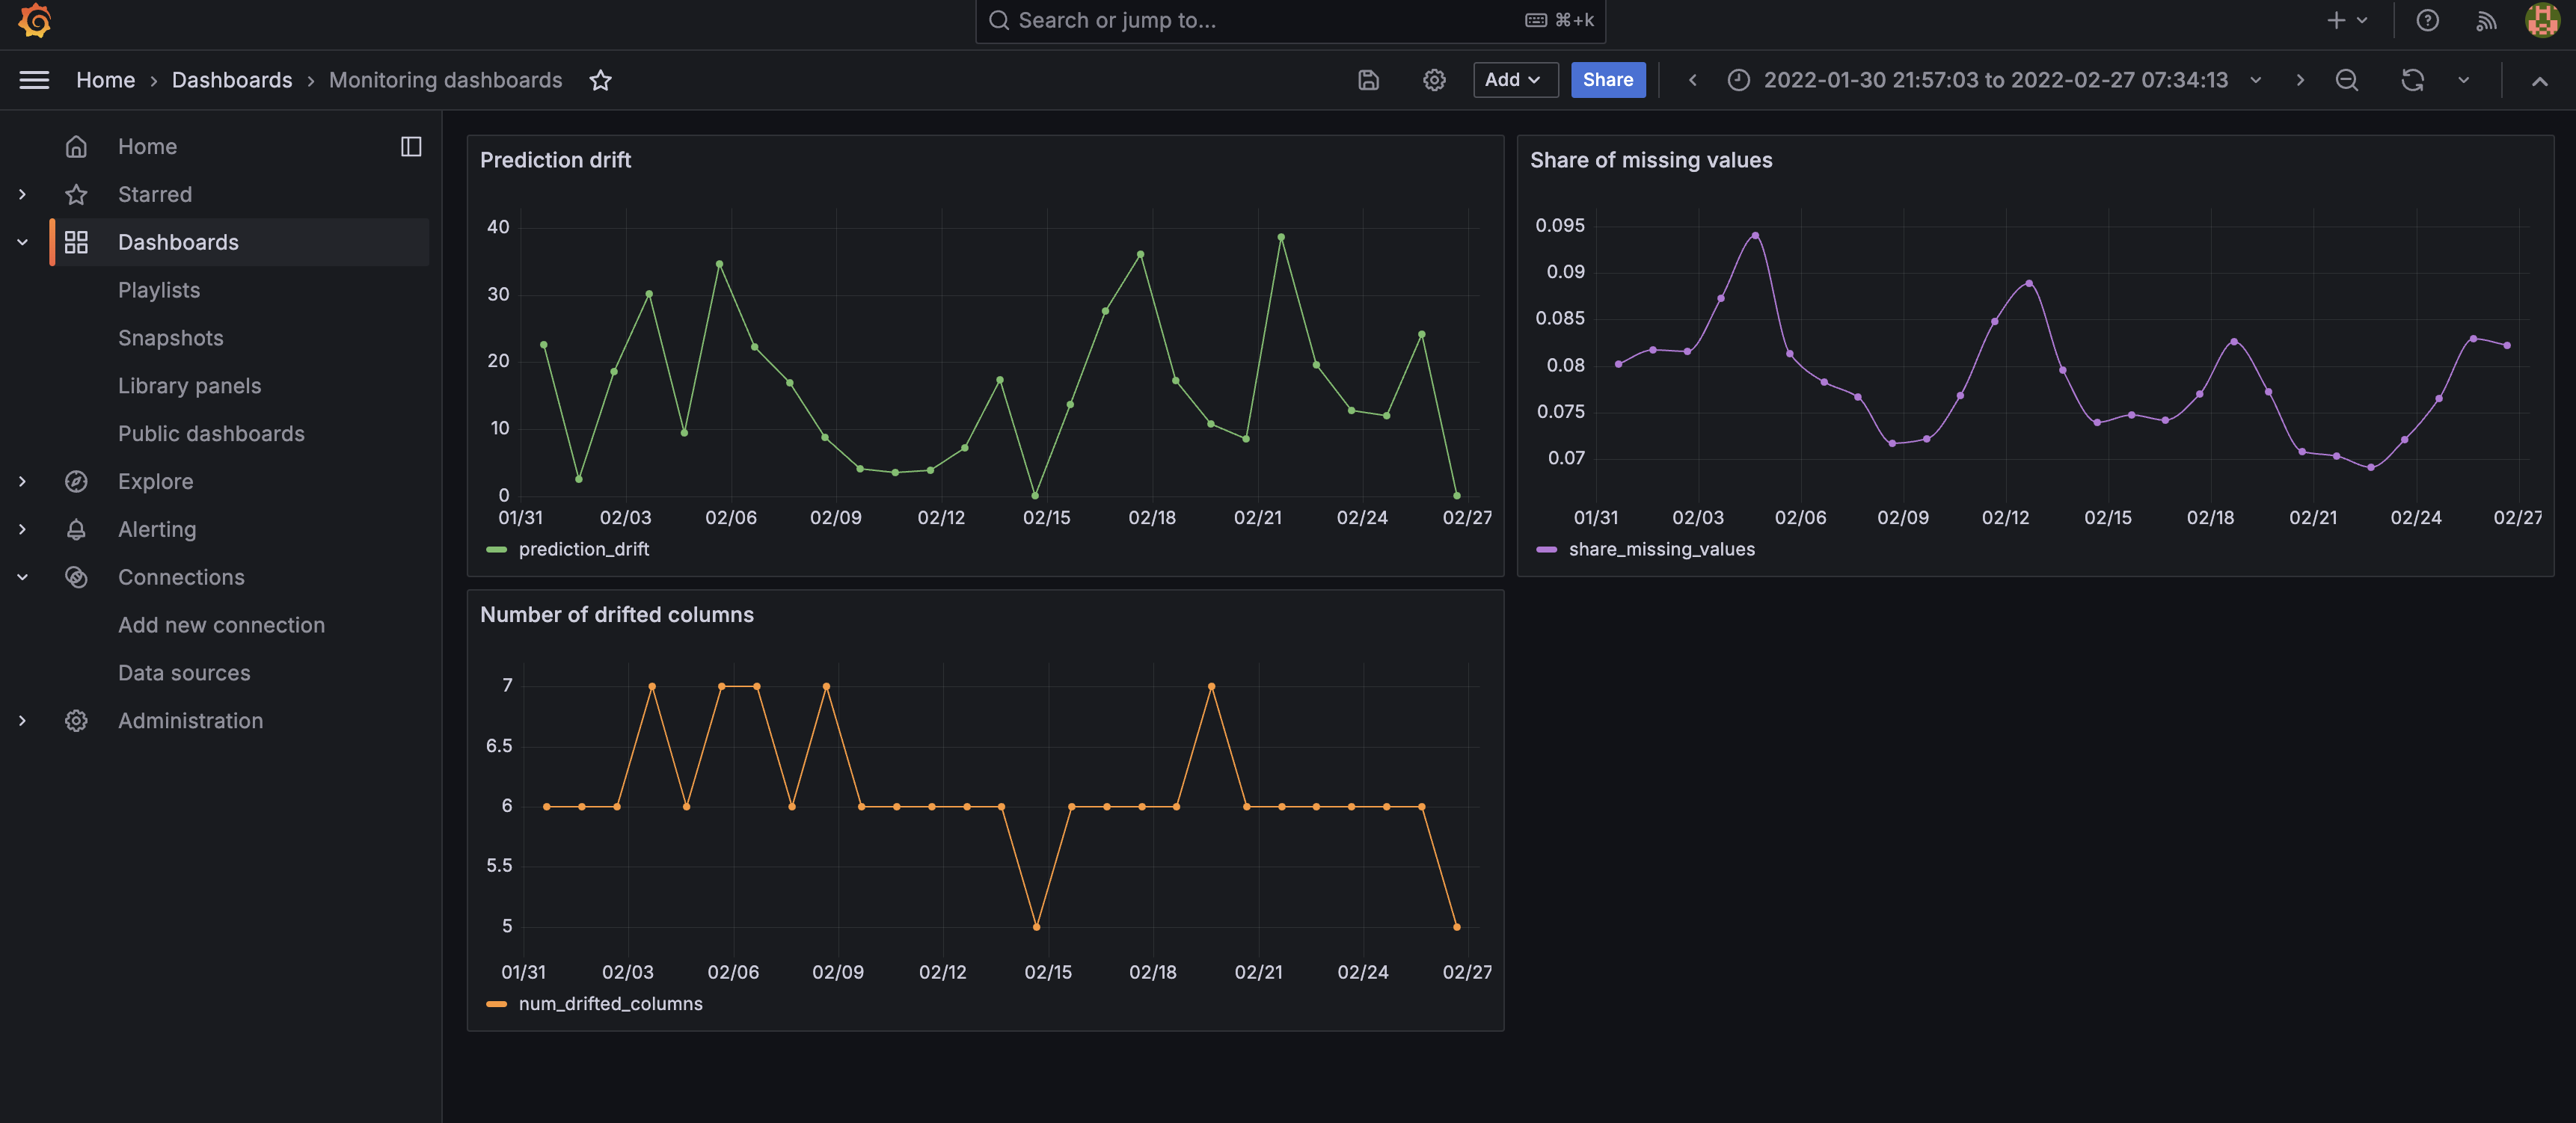 Search or jump to... ⌘+k
Home › Dashboards › Monitoring dashboards
Add
Share
2022-01-30 21:57:03 to 2022-02-27 07:34:13
Home
Starred
Dashboards
Playlists
Snapshots
Library panels
Public dashboards
Explore
Alerting
Connections
Add new connection
Data sources
Administration
Prediction drift
40
30
20
10
0
01/31 02/03 02/06 02/09 02/12 02/15 02/18 02/21 02/24 02/27
prediction_drift
Share of missing values
0.095
0.09
0.085
0.08
0.075
0.07
01/31 02/03 02/06 02/09 02/12 02/15 02/18 02/21 02/24 02/27
share_missing_values
Number of drifted columns
7
6.5
6
5.5
5
01/31 02/03 02/06 02/09 02/12 02/15 02/18 02/21 02/24 02/27
num_drifted_columns